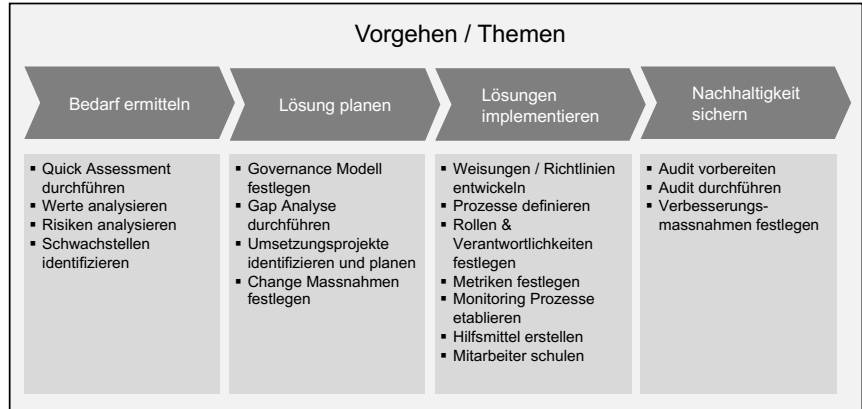 Vorgehen / Themen
Bedarf ermitteln
Lösung planen
Lösungen
implementieren
Nachhaltigkeit
sichern
▪ Quick Assessment
durchführen
▪ Werte analysieren
▪ Risiken analysieren
▪ Schwachstellen
identifizieren
▪ Governance Modell
festlegen
▪ Gap Analyse
durchführen
▪ Umsetzungsprojekte
identifizieren und planen
▪ Change Massnahmen
festlegen
▪ Weisungen / Richtlinien
entwickeln
▪ Prozesse definieren
▪ Rollen &
Verantwortlichkeiten
festlegen
▪ Metriken festlegen
▪ Monitoring Prozesse
etablieren
▪ Hilfsmittel erstellen
▪ Mitarbeiter schulen
▪ Audit vorbereiten
▪ Audit durchführen
▪ Verbesserungs-
massnahmen festlegen